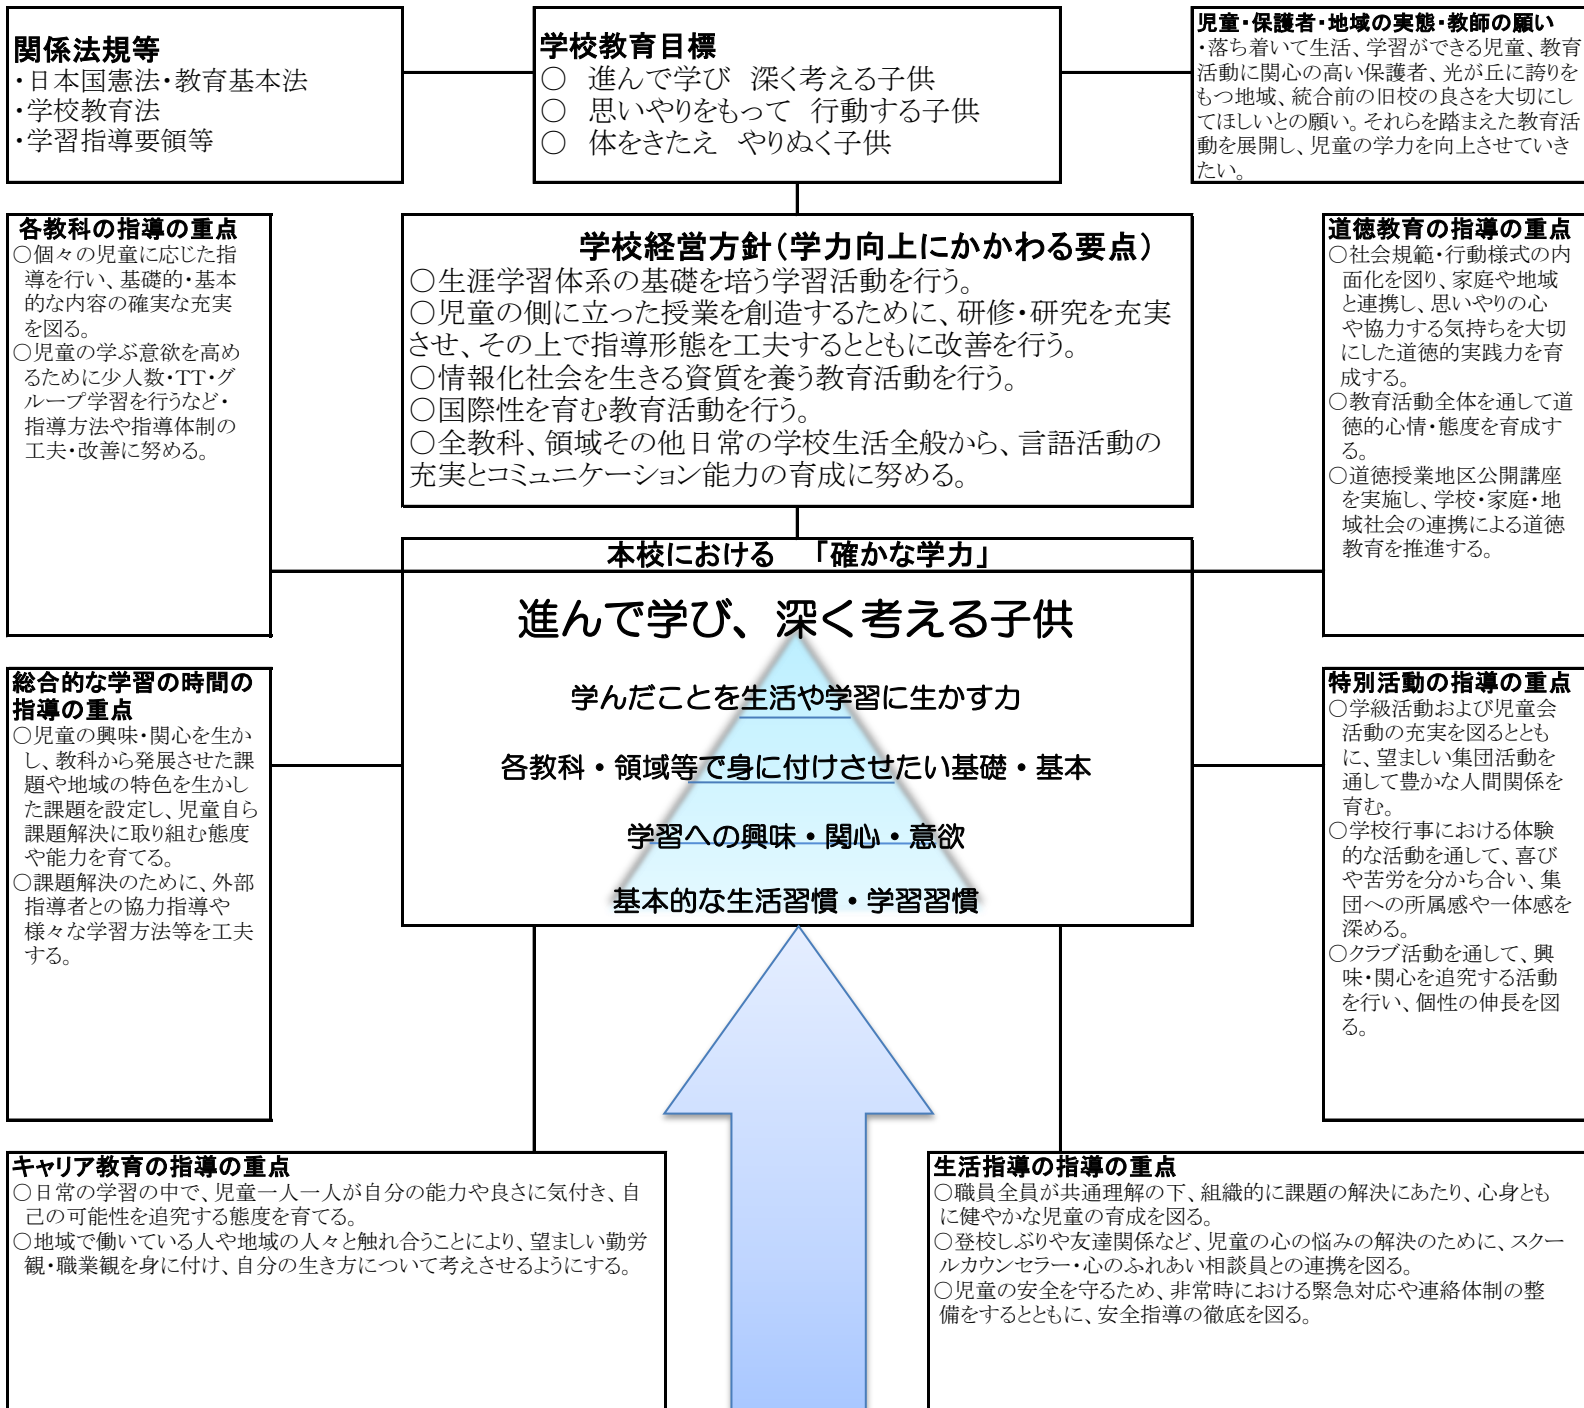 関係法規等
・日本国憲法・教育基本法
・学校教育法
・学習指導要領等
学校教育目標
○　進んで学び　深く考える子供
○　思いやりをもって　行動する子供
○　体をきたえ　やりぬく子供
児童・保護者・地域の実態・教師の願い
・落ち着いて生活、学習ができる児童、教育
活動に関心の高い保護者、光が丘に誇りを
もつ地域、統合前の旧校の良さを大切にし
てほしいとの願い。それらを踏まえた教育活
動を展開し、児童の学力を向上させていき
たい。
各教科の指導の重点
○個々の児童に応じた指
導を行い、基礎的・基本
的な内容の確実な充実
を図る。
○児童の学ぶ意欲を高め
るために少人数・TT・グ
ループ学習を行うなど・
指導方法や指導体制の
工夫・改善に努める。
学校経営方針（学力向上にかかわる要点）
○生涯学習体系の基礎を培う学習活動を行う。
○児童の側に立った授業を創造するために、研修・研究を充実
させ、その上で指導形態を工夫するとともに改善を行う。
○情報化社会を生きる資質を養う教育活動を行う。
○国際性を育む教育活動を行う。
○全教科、領域その他日常の学校生活全般から、言語活動の
充実とコミュニケーション能力の育成に努める。
道徳教育の指導の重点
○社会規範・行動様式の内
面化を図り、家庭や地域
と連携し、思いやりの心
や協力する気持ちを大切
にした道徳的実践力を育
成する。
○教育活動全体を通して道
徳的心情・態度を育成す
る。
○道徳授業地区公開講座
を実施し、学校・家庭・地
域社会の連携による道徳
教育を推進する。
本校における　「確かな学力」
進んで学び、深く考える子供
学んだことを生活や学習に生かす力
各教科・領域等で身に付けさせたい基礎・基本
学習への興味・関心・意欲
基本的な生活習慣・学習習慣
総合的な学習の時間の
指導の重点
○児童の興味・関心を生か
し、教科から発展させた課
題や地域の特色を生かし
た課題を設定し、児童自ら
課題解決に取り組む態度
や能力を育てる。
○課題解決のために、外部
指導者との協力指導や
様々な学習方法等を工夫
する。
特別活動の指導の重点
○学級活動および児童会
活動の充実を図るととも
に、望ましい集団活動を
通して豊かな人間関係を
育む。
○学校行事における体験
的な活動を通して、喜び
や苦労を分かち合い、集
団への所属感や一体感を
深める。
○クラブ活動を通して、興
味・関心を追究する活動
を行い、個性の伸長を図
る。
キャリア教育の指導の重点
○日常の学習の中で、児童一人一人が自分の能力や良さに気付き、自
己の可能性を追究する態度を育てる。
○地域で働いている人や地域の人々と触れ合うことにより、望ましい勤労
観・職業観を身に付け、自分の生き方について考えさせるようにする。
生活指導の指導の重点
○職員全員が共通理解の下、組織的に課題の解決にあたり、心身とも
に健やかな児童の育成を図る。
○登校しぶりや友達関係など、児童の心の悩みの解決のために、スクー
ルカウンセラー・心のふれあい相談員との連携を図る。
○児童の安全を守るため、非常時における緊急対応や連絡体制の整
備をするとともに、安全指導の徹底を図る。